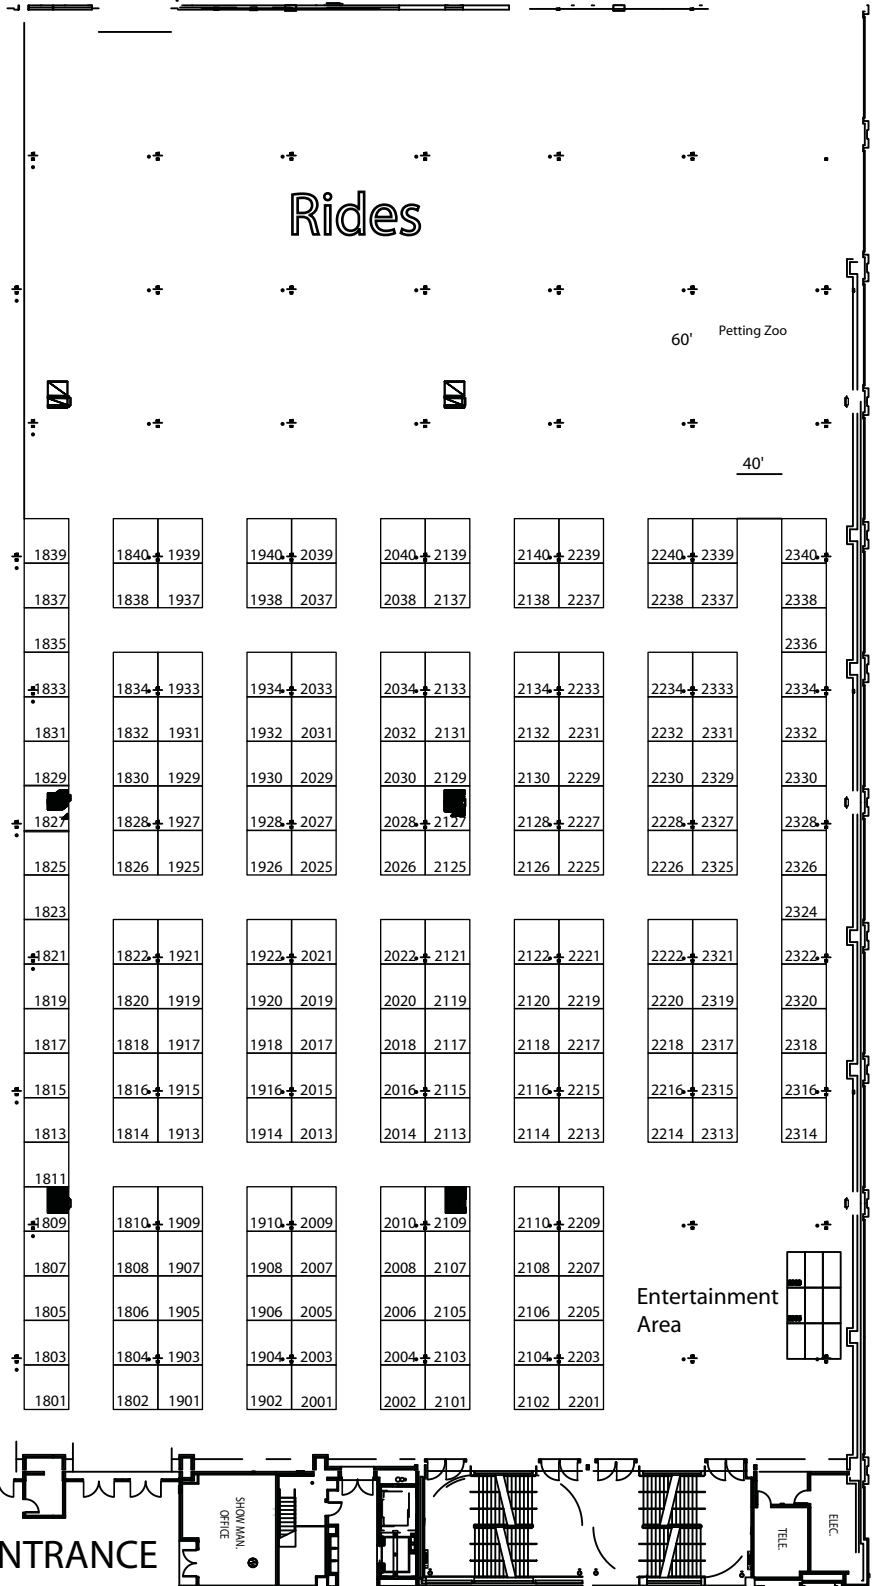 Rides
60' Petting Zoo
40'
1839 1840 1939 1940 2039 2040 2139 2140 2239 2240 2339 2340
1837 1838 1937 1938 2037 2038 2137 2138 2237 2238 2337 2338
1835 2336
1833 1834 1933 1934 2033 2034 2133 2134 2233 2234 2333 2334
1831 1832 1931 1932 2031 2032 2131 2132 2231 2232 2331 2332
1829 1830 1929 1930 2029 2030 2129 2130 2229 2230 2329 2330
1827 1828 1927 1928 2027 2028 2127 2128 2227 2228 2327 2328
1825 1826 1925 1926 2025 2026 2125 2126 2225 2226 2325 2326
1823 2324
1821 1822 1921 1922 2021 2022 2121 2122 2221 2222 2321 2322
1819 1820 1919 1920 2019 2020 2119 2120 2219 2220 2319 2320
1817 1818 1917 1918 2017 2018 2117 2118 2217 2218 2317 2318
1815 1816 1915 1916 2015 2016 2115 2116 2215 2216 2315 2316
1813 1814 1913 1914 2013 2014 2113 2114 2213 2214 2313 2314
1811
1809 1810 1909 1910 2009 2010 2109 2110 2209
1807 1808 1907 1908 2007 2008 2107 2108 2207
1805 1806 1905 1906 2005 2006 2105 2106 2205
Entertainment
Area
1803 1804 1903 1904 2003 2004 2103 2104 2203
1801 1802 1901 1902 2001 2002 2101 2102 2201
SHOW MAN.
OFFICE
TELE
ELEC.
NTRANCE